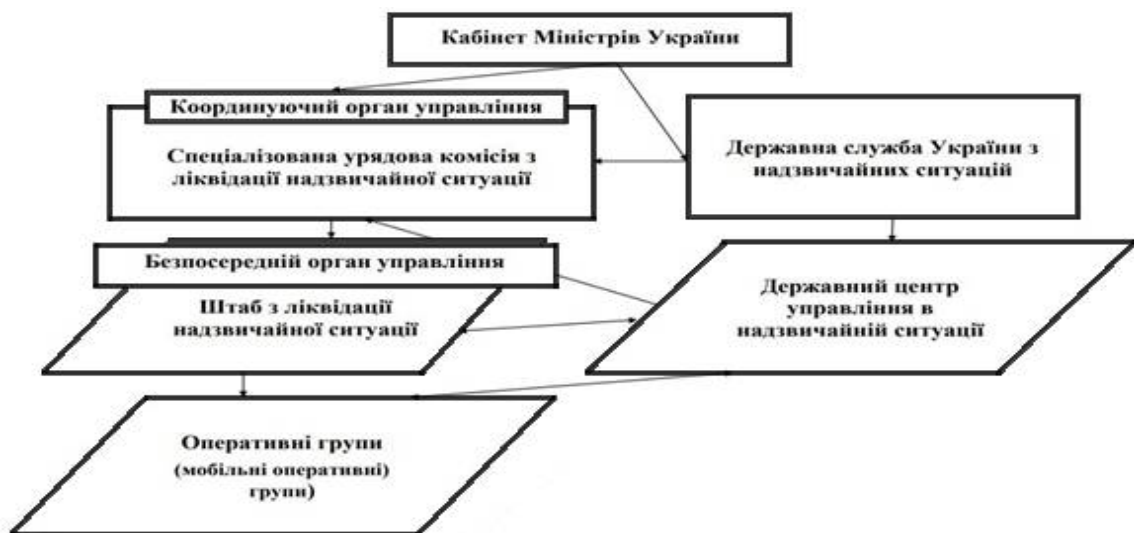 Кабінет Міністрів України
Координуючий орган управління
Спеціалізована урядова комісія з
ліквідації надзвичайної ситуації
Державна служба України з
надзвичайних ситуацій
Безпосередній орган управління
Штаб з ліквідації
надзвичайної ситуації
Державний центр
управління в
надзвичайній ситуації
Оперативні групи
(мобільні оперативні)
групи)